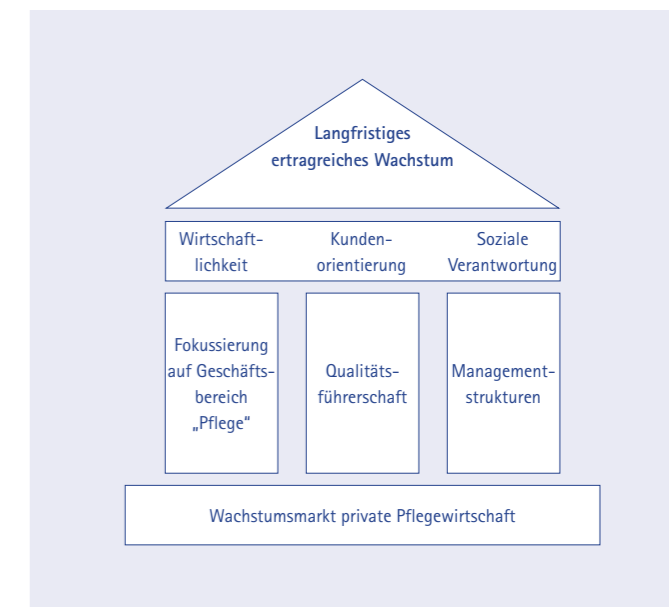 Langfristiges
ertragreiches Wachstum
Wirtschaft-
lichkeit
Kunden-
orientierung
Soziale
Verantwortung
Fokussierung
auf Geschäfts-
bereich
„Pflege“
Qualitäts-
führerschaft
Management-
strukturen
Wachstumsmarkt private Pflegewirtschaft